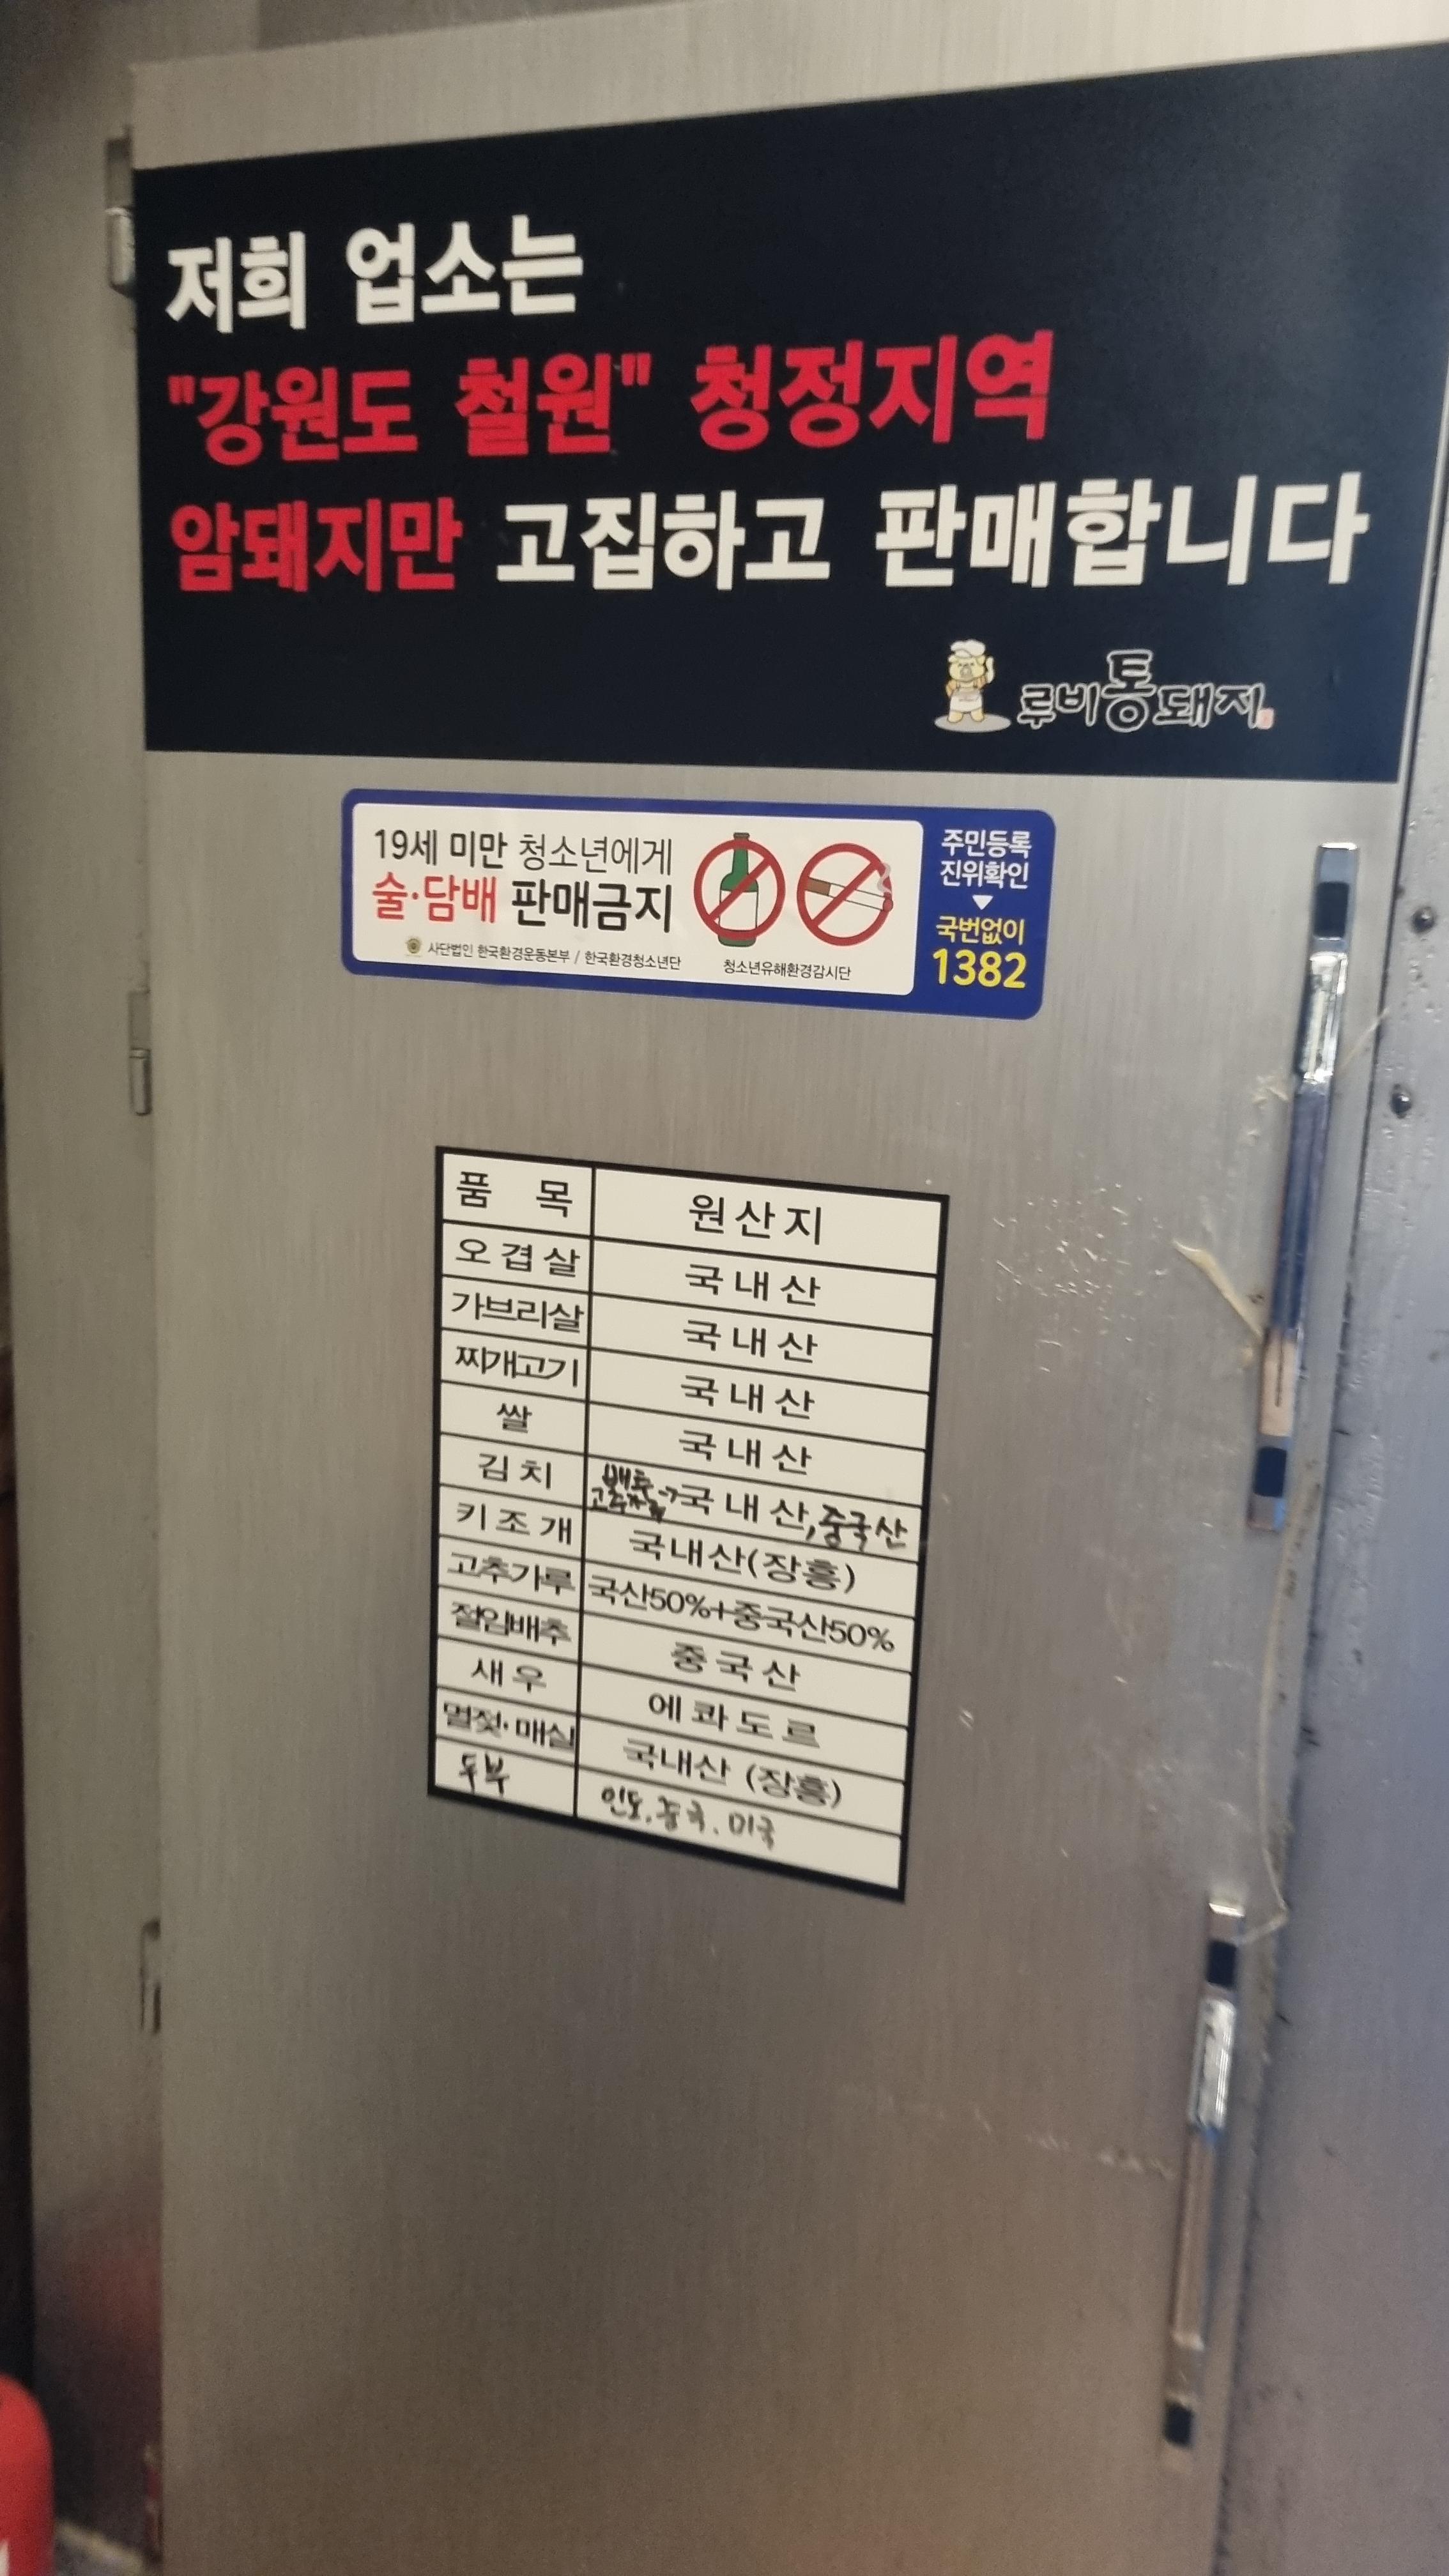 저희 업소는
"강원도 철원" 청정지역
암돼지만 고집하고 판매합니다
루비통돼지
19세 미만 청소년에게
술·담배 판매금지
사단법인 한국환경운동본부 / 한국환경청소년단 청소년유해환경감시단
주민등록
진위확인
국번없이
1382
품 목 원산지
오겹살 국내산
가브리살 국내산
찌개고기 국내산
쌀 국내산
김치 배추 고추가루 → 국내산, 중국산
키조개 국내산(장흥)
고추가루 국산50%+중국산50%
절임배추 중국산
새우 에콰도르
멸젓·매실 국내산 (장흥)
두부 인도.중국.미국